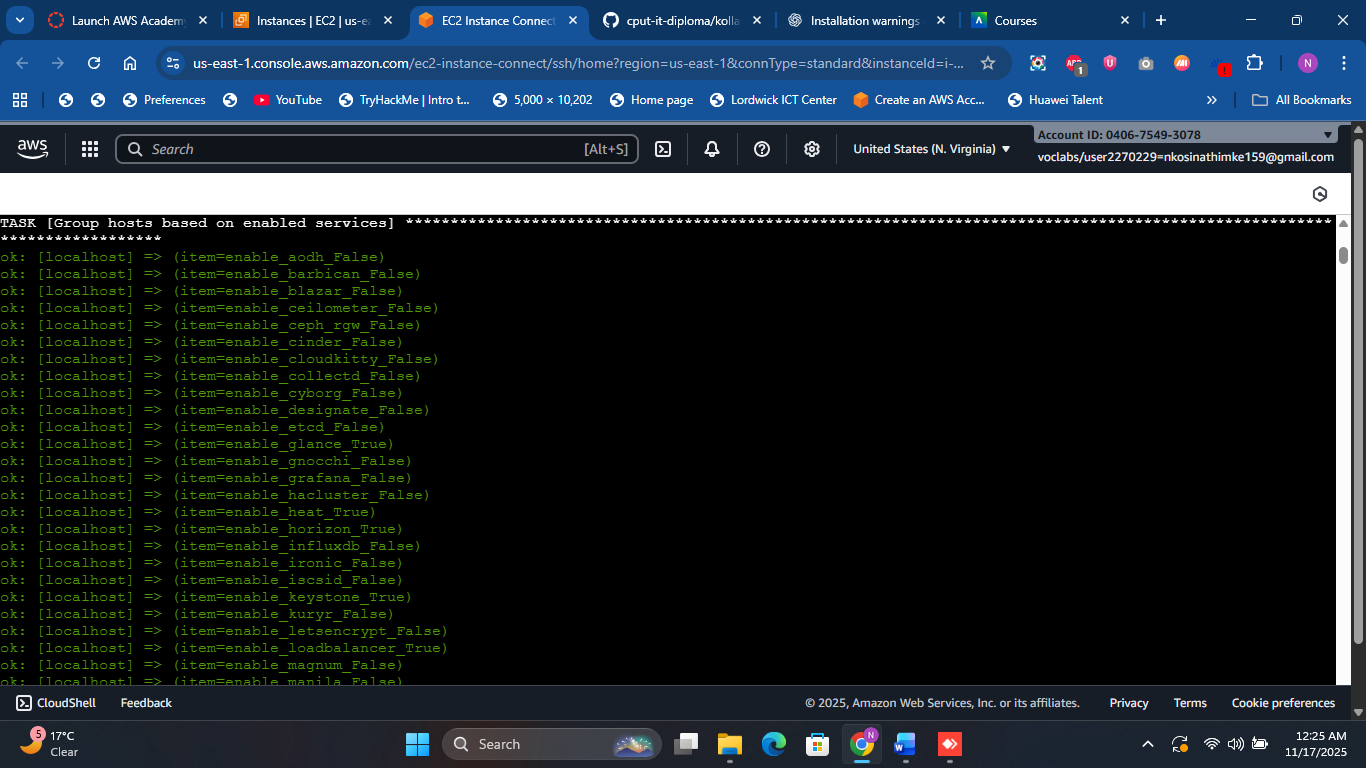 Launch AWS Academy
Instances | EC2 | us-ea
EC2 Instance Connect
cput-it-diploma/kolla
Installation warnings
Courses
us-east-1.console.aws.amazon.com/ec2-instance-connect/ssh/home?region=us-east-1&connType=standard&instanceId=i-...
1
N
Preferences
YouTube
TryHackMe | Intro t...
5,000 × 10,202
Home page
Lordwick ICT Center
Create an AWS Acc...
Huawei Talent
»
All Bookmarks
aws
Search
[Alt+S]
United States (N. Virginia)
Account ID: 0406-7549-3078
voclabs/user2270229=nkosinathimke159@gmail.com
TASK [Group hosts based on enabled services] *******************************************************************************************************
******************
ok: [localhost] => (item=enable_aodh_False)
ok: [localhost] => (item=enable_barbican_False)
ok: [localhost] => (item=enable_blazar_False)
ok: [localhost] => (item=enable_ceilometer_False)
ok: [localhost] => (item=enable_ceph_rgw_False)
ok: [localhost] => (item=enable_cinder_False)
ok: [localhost] => (item=enable_cloudkitty_False)
ok: [localhost] => (item=enable_collectd_False)
ok: [localhost] => (item=enable_cyborg_False)
ok: [localhost] => (item=enable_designate_False)
ok: [localhost] => (item=enable_etcd_False)
ok: [localhost] => (item=enable_glance_True)
ok: [localhost] => (item=enable_gnocchi_False)
ok: [localhost] => (item=enable_grafana_False)
ok: [localhost] => (item=enable_hacluster_False)
ok: [localhost] => (item=enable_heat_True)
ok: [localhost] => (item=enable_horizon_True)
ok: [localhost] => (item=enable_influxdb_False)
ok: [localhost] => (item=enable_ironic_False)
ok: [localhost] => (item=enable_iscsid_False)
ok: [localhost] => (item=enable_keystone_True)
ok: [localhost] => (item=enable_kuryr_False)
ok: [localhost] => (item=enable_letsencrypt_False)
ok: [localhost] => (item=enable_loadbalancer_True)
ok: [localhost] => (item=enable_magnum_False)
ok: [localhost] => (item=enable_manila_False)
CloudShell
Feedback
© 2025, Amazon Web Services, Inc. or its affiliates.
Privacy
Terms
Cookie preferences
5
17°C
Clear
Search
N
12:25 AM
11/17/2025